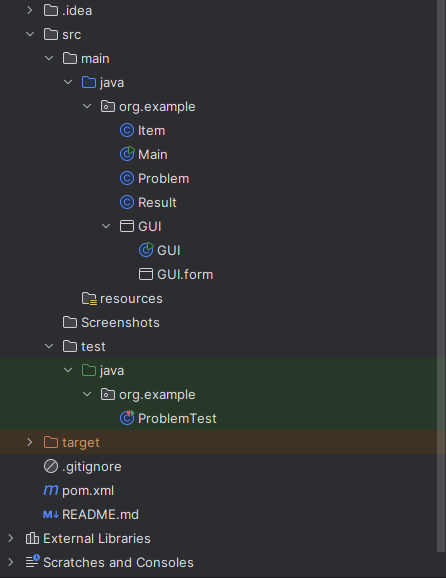 .idea
src
main
java
org.example
Item
Main
Problem
Result
GUI
GUI
GUI.form
resources
Screenshots
test
java
org.example
ProblemTest
target
.gitignore
pom.xml
README.md
External Libraries
Scratches and Consoles